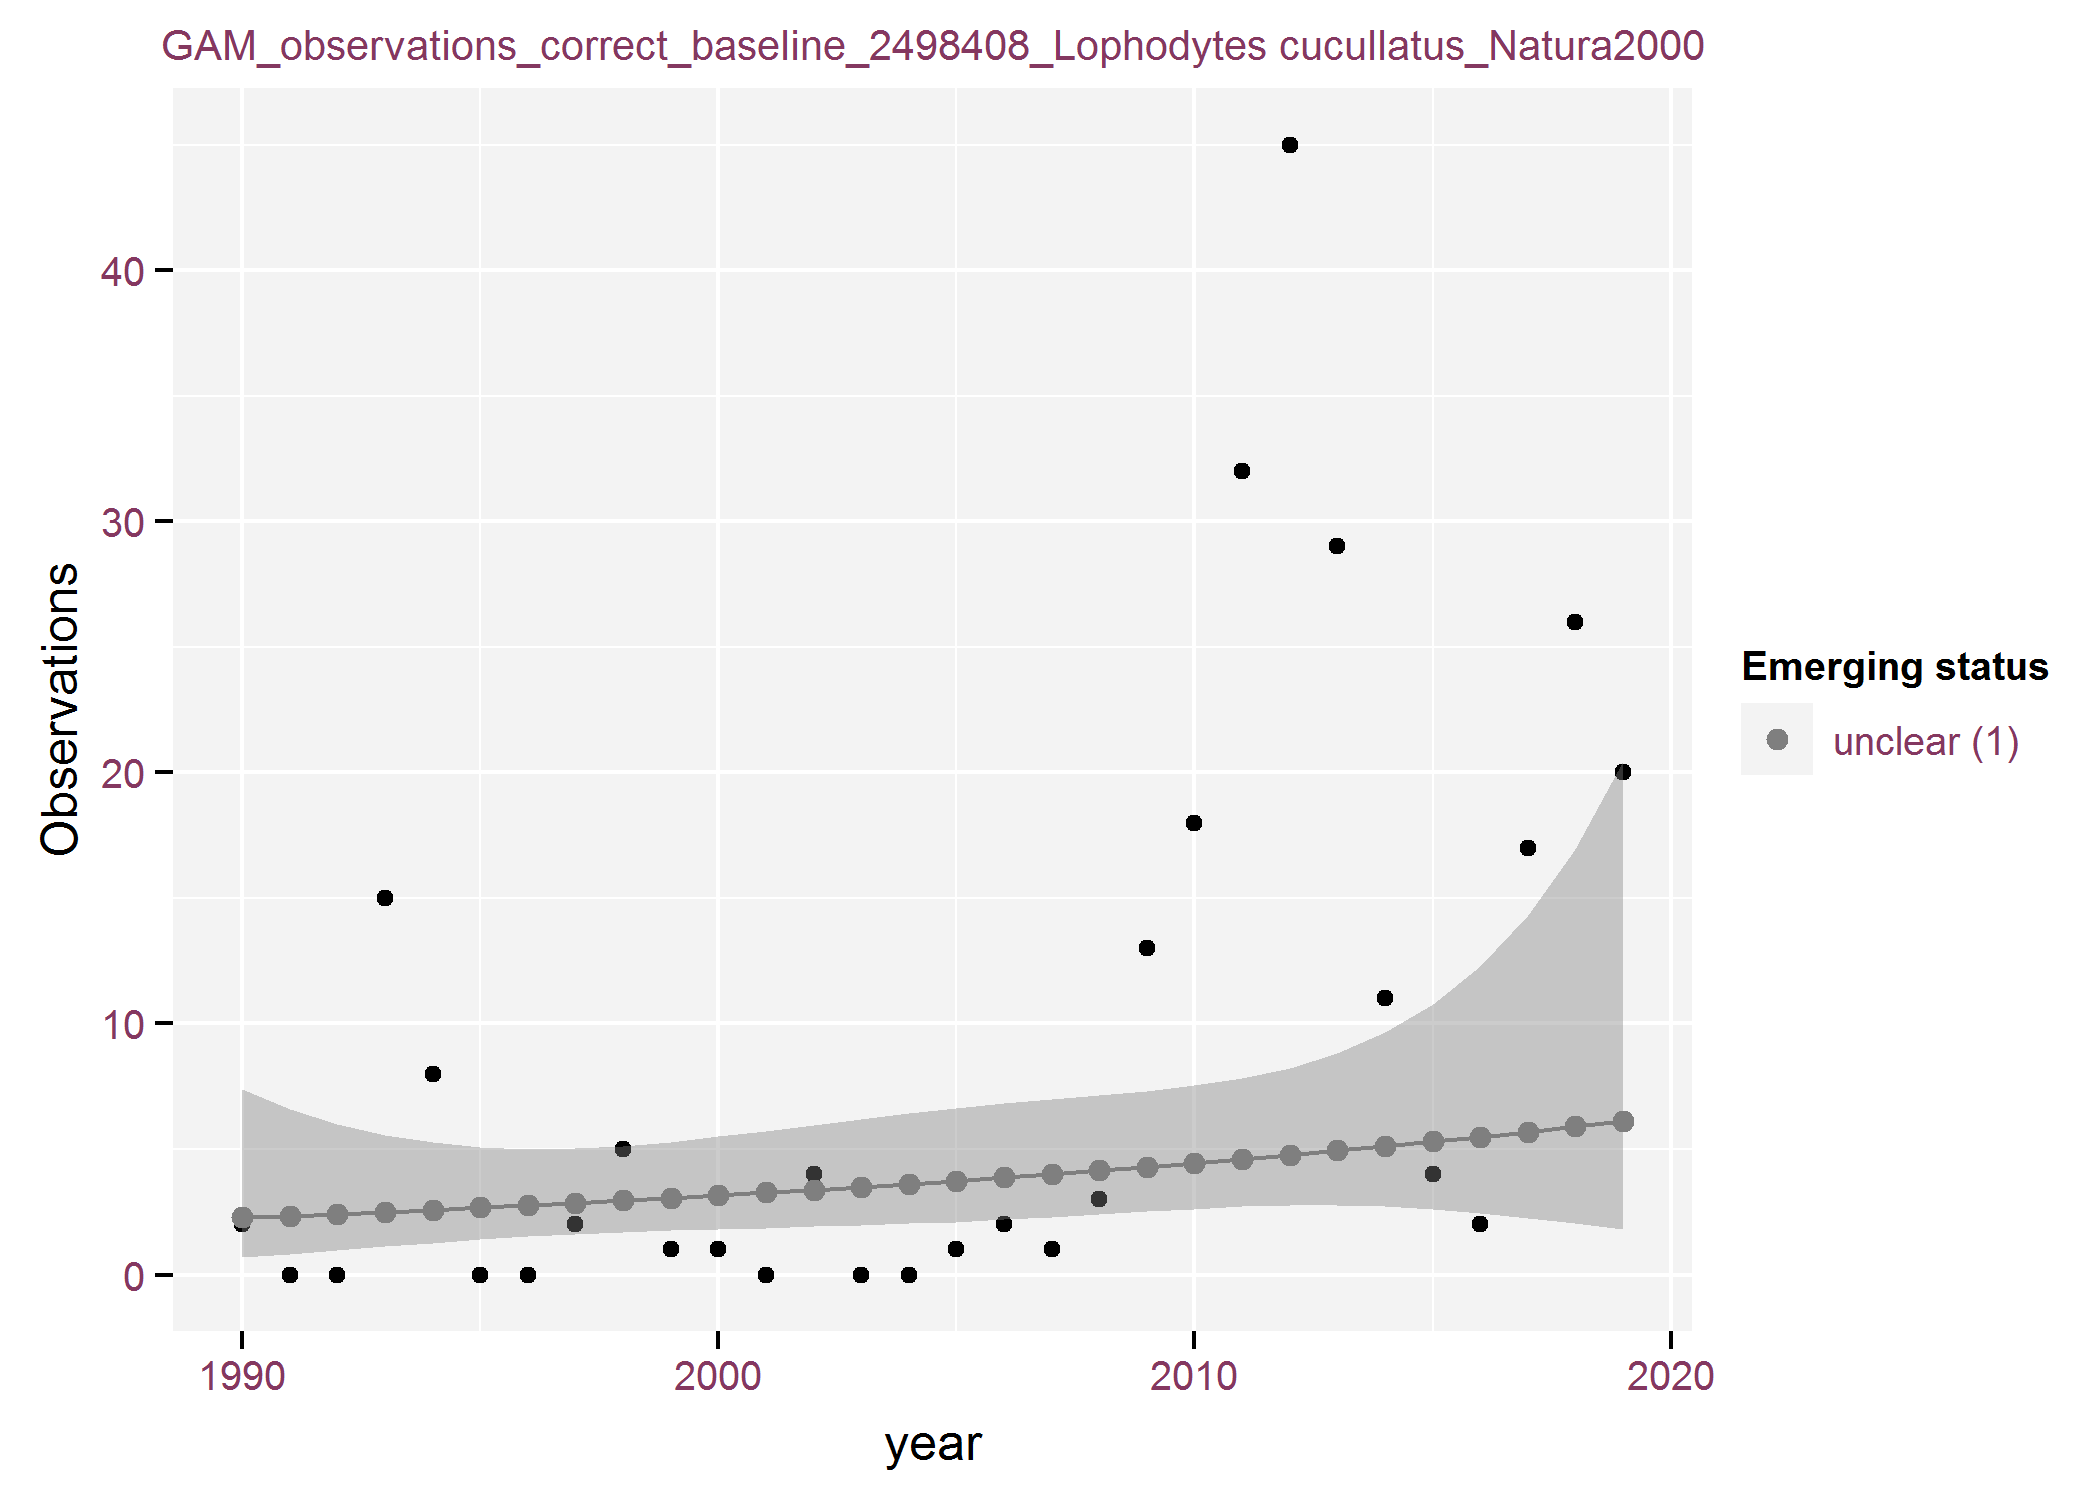 GAM_observations_correct_baseline_2498408_Lophodytes cucullatus_Natura2000
Observations
40
30
20
10
0
1990
2000
2010
2020
year
Emerging status
unclear (1)